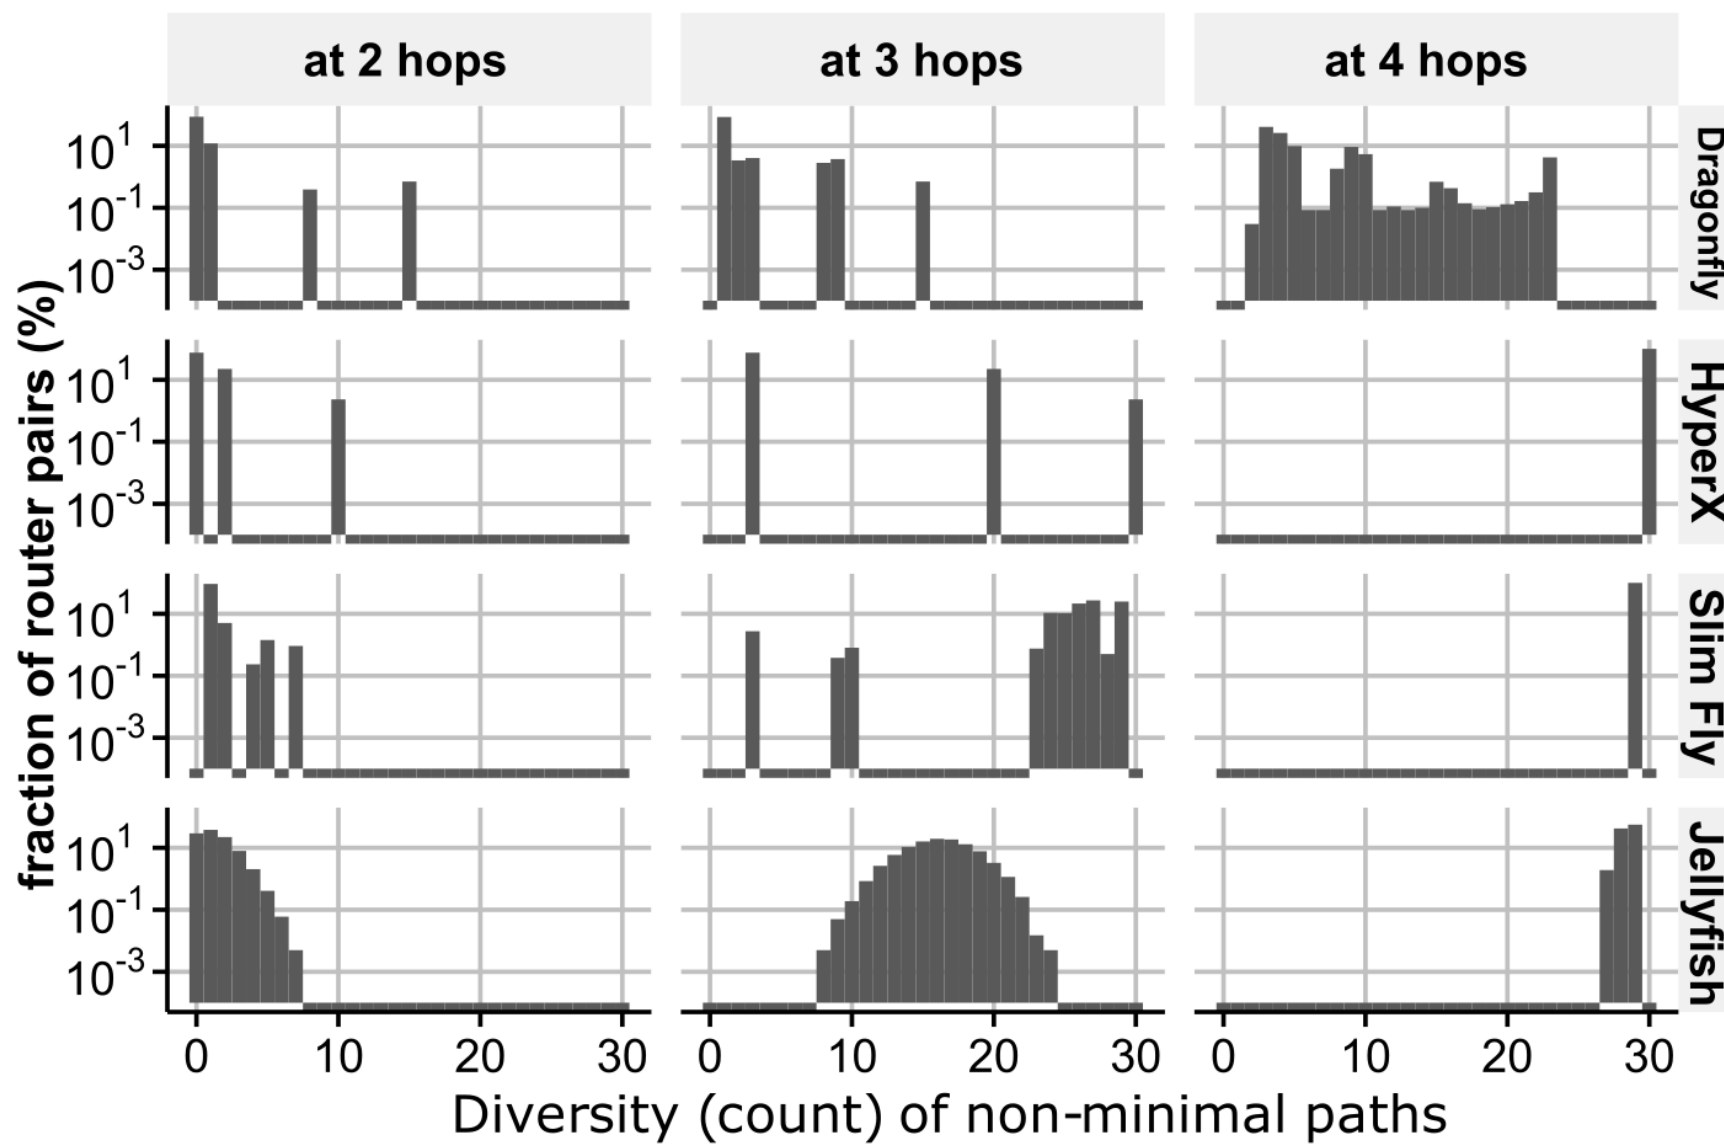 at 2 hops
at 3 hops
at 4 hops
fraction of router pairs (%)
10^1
10^-1
10^-3
Dragonfly
10^1
10^-1
10^-3
HyperX
10^1
10^-1
10^-3
Slim Fly
10^1
10^-1
10^-3
Jellyfish
0 10 20 30
0 10 20 30
0 10 20 30
Diversity (count) of non-minimal paths